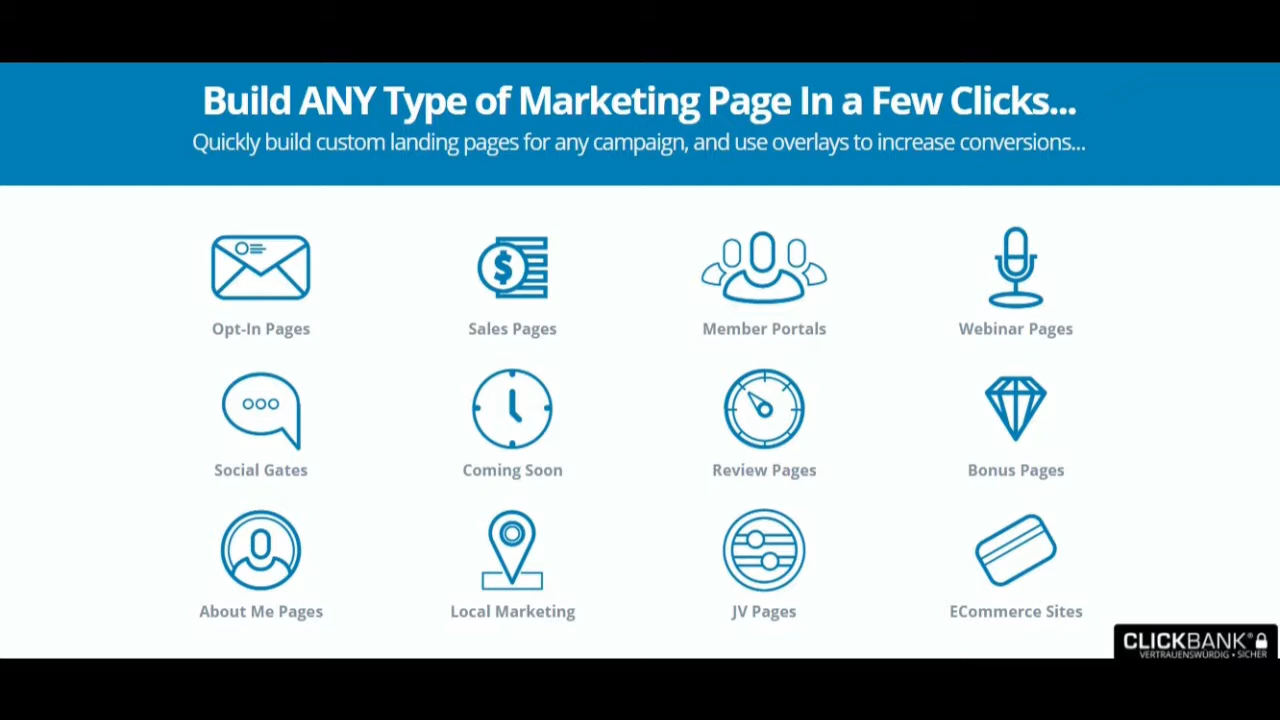 Build ANY Type of Marketing Page In a Few Clicks...
Quickly build custom landing pages for any campaign, and use overlays to increase conversions...
Opt-In Pages
Sales Pages
Member Portals
Webinar Pages
Social Gates
Coming Soon
Review Pages
Bonus Pages
About Me Pages
Local Marketing
JV Pages
ECommerce Sites
CLICKBANK®
VERTRAUENSWÜRDIG • SICHER